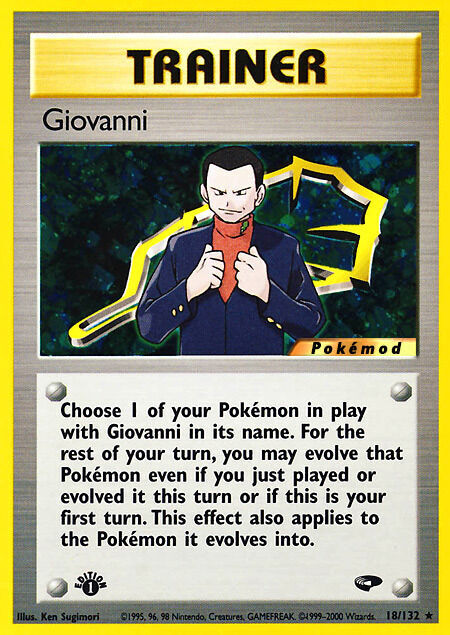 TRAINER
Giovanni
Pokémod
Choose 1 of your Pokémon in play
with Giovanni in its name. For the
rest of your turn, you may evolve that
Pokémon even if you just played or
evolved it this turn or if this is your
first turn. This effect also applies to
the Pokémon it evolves into.
EDITION
1
Illus. Ken Sugimori ©1995, 96, 98 Nintendo, Creatures, GAMEFREAK. ©1999-2000 Wizards. 18/132 ★